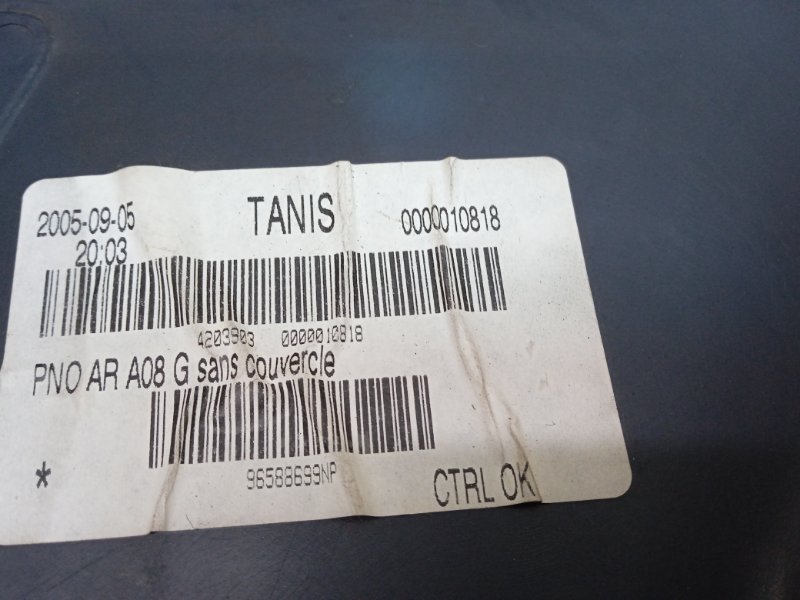 2005-09-05 TANIS 0000010818
20:03
4203903 0000010818
PNO AR A08 G sans couvercle
96588699NP
* CTRL OK